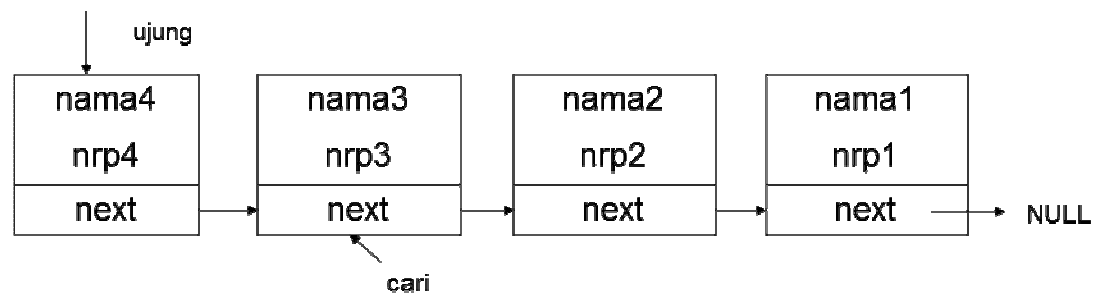 ujung
nama4 nama3 nama2 nama1
nrp4 nrp3 nrp2 nrp1
next next next next NULL
cari